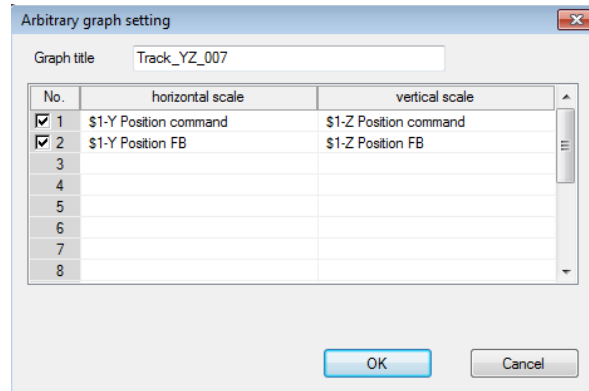 Arbitrary graph setting
Graph title Track_YZ_007
No. horizontal scale vertical scale
1 $1-Y Position command $1-Z Position command
2 $1-Y Position FB $1-Z Position FB
3
4
5
6
7
8
OK Cancel